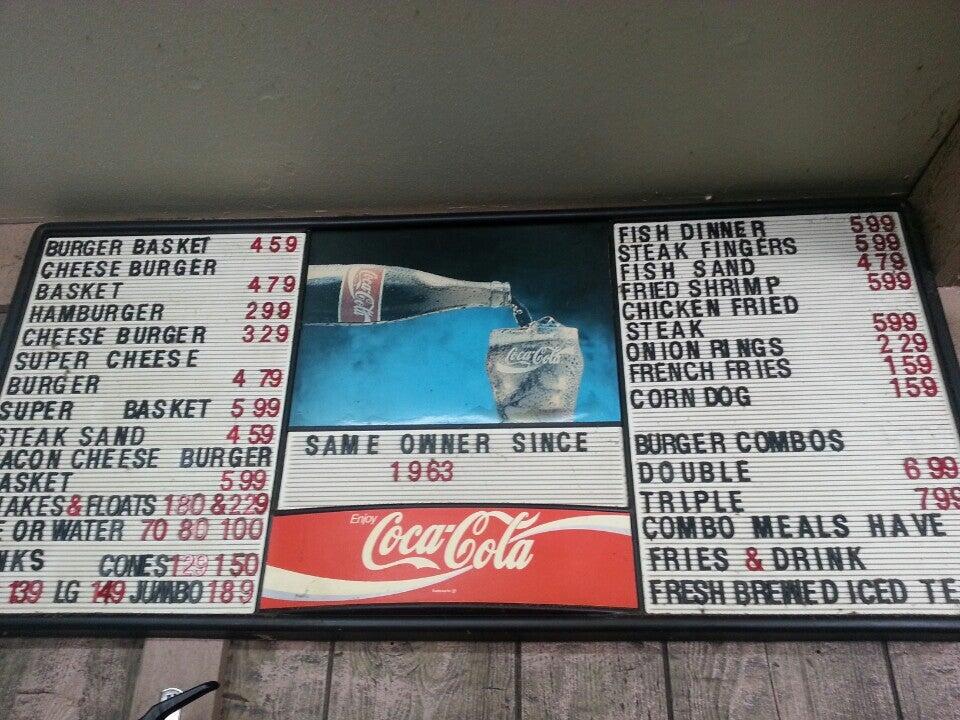 BURGER BASKET 459
CHEESE BURGER
BASKET 479
HAMBURGER 299
CHEESE BURGER 329
SUPER CHEESE
BURGER 479
SUPER BASKET 599
STEAK SAND 459
ACON CHEESE BURGER
ASKET 599
AKES & FLOATS 180 & 229
E OR WATER 70 80 100
NKS CONES 129 150
139 LG 149 JUMBO 189
Coca-Cola
Coca-Cola
SAME OWNER SINCE
1963
Enjoy
Coca-Cola
FISH DINNER 599
STEAK FINGERS 599
FISH SAND 479
FRIED SHRIMP 599
CHICKEN FRIED
STEAK 599
ONION RINGS 229
FRENCH FRIES 159
CORN DOG 159
BURGER COMBOS
DOUBLE 699
TRIPLE 799
COMBO MEALS HAVE
FRIES & DRINK
FRESH BREWED ICED TE